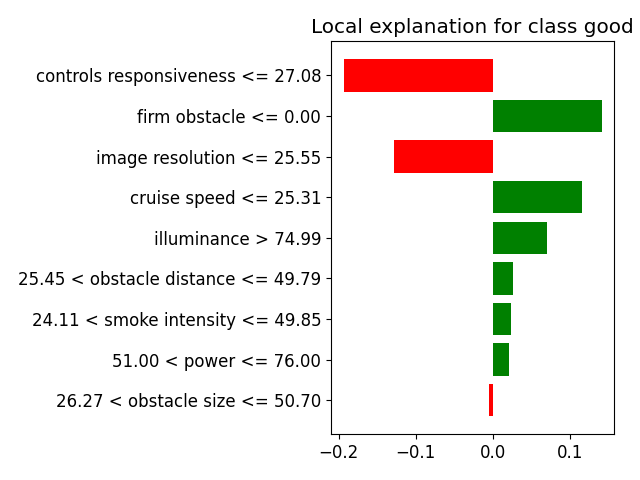 Local explanation for class good
controls responsiveness <= 27.08
firm obstacle <= 0.00
image resolution <= 25.55
cruise speed <= 25.31
illuminance > 74.99
25.45 < obstacle distance <= 49.79
24.11 < smoke intensity <= 49.85
51.00 < power <= 76.00
26.27 < obstacle size <= 50.70
−0.2 −0.1 0.0 0.1